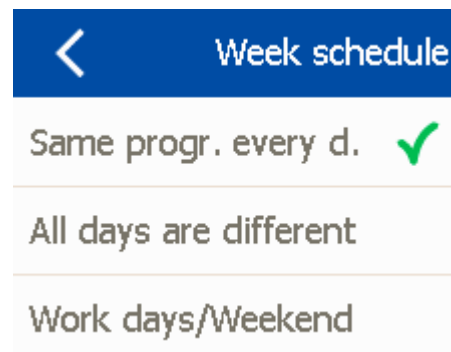 Week schedule
Same progr. every d.
All days are different
Work days/Weekend